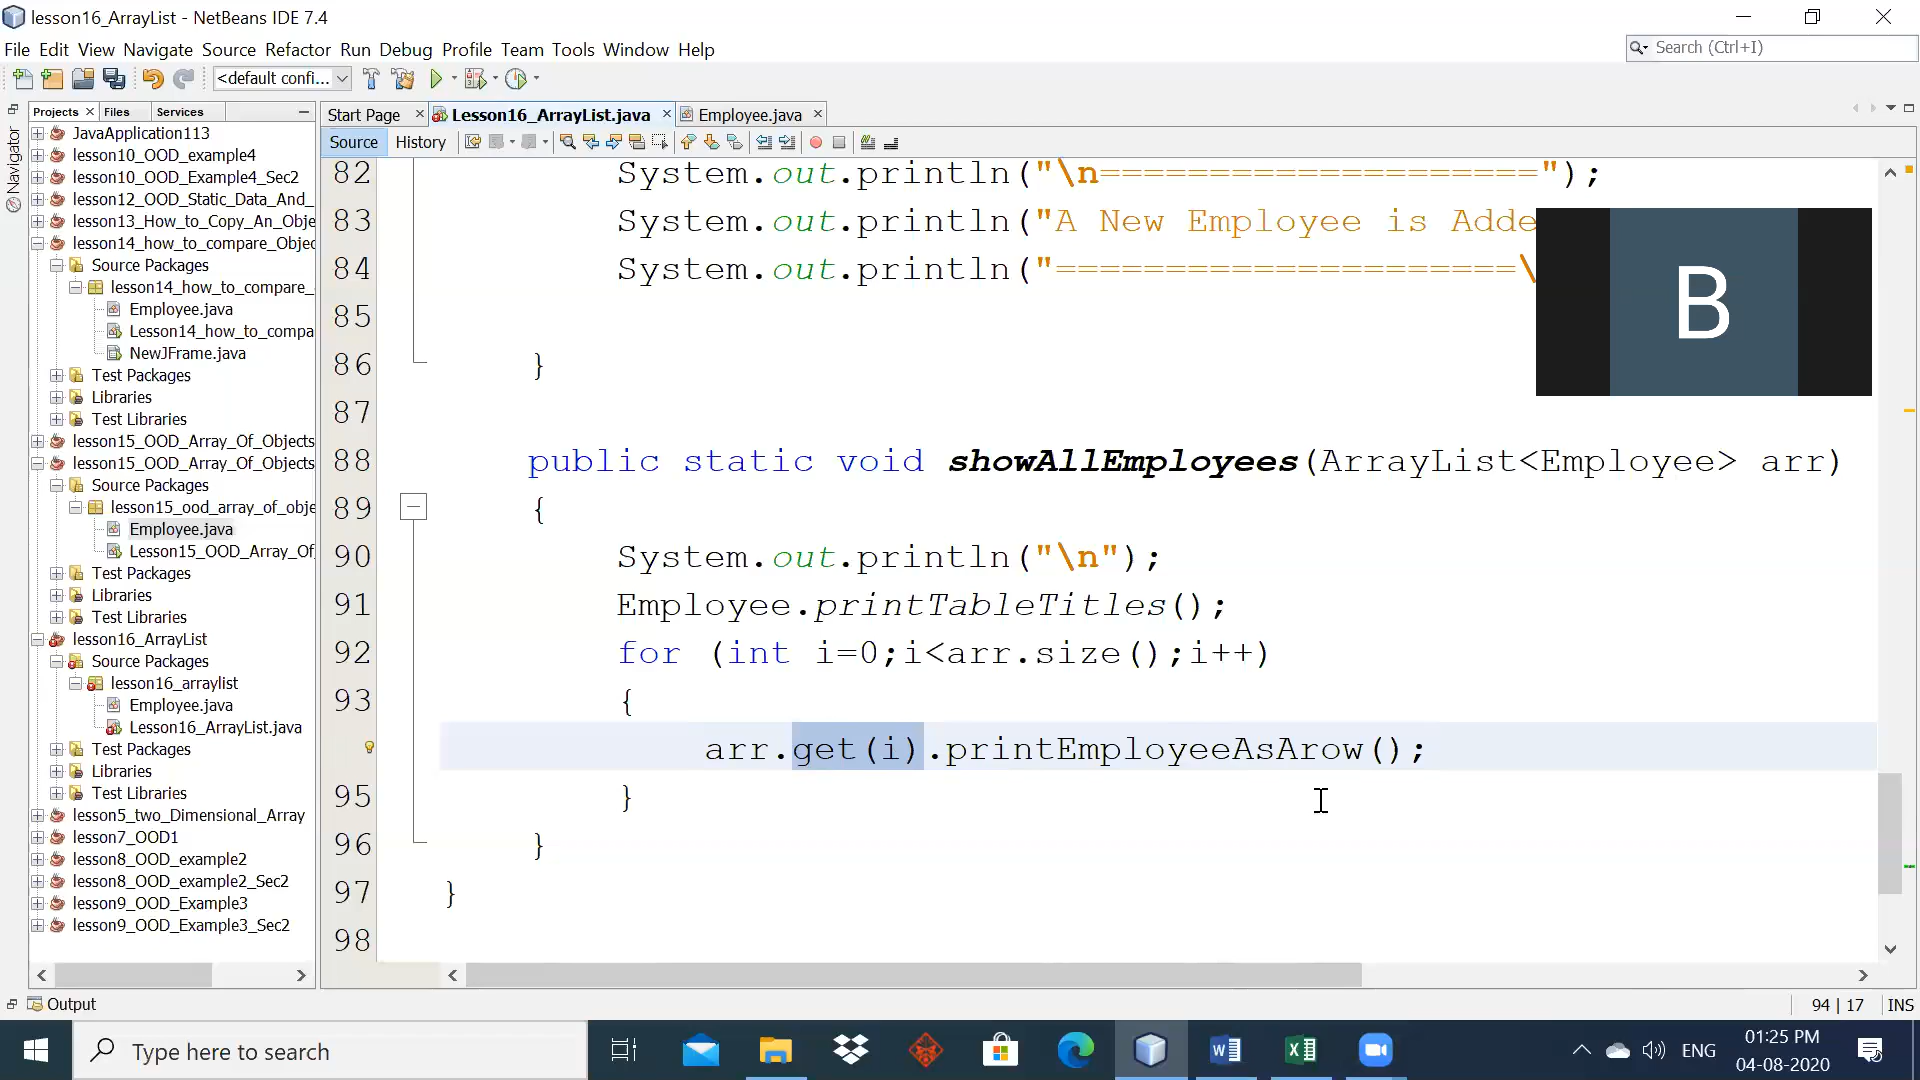 lesson16_ArrayList - NetBeans IDE 7.4
File Edit View Navigate Source Refactor Run Debug Profile Team Tools Window Help
Search (Ctrl+I)
<default confi...
Projects Files Services
Start Page Lesson16_ArrayList.java Employee.java
Source History
Navigator
JavaApplication113
lesson10_OOD_example4
lesson10_OOD_Example4_Sec2
lesson12_OOD_Static_Data_And_
lesson13_How_to_Copy_An_Obje
lesson14_how_to_compare_Objec
Source Packages
lesson14_how_to_compare_
Employee.java
Lesson14_how_to_compa
NewJFrame.java
Test Packages
Libraries
Test Libraries
lesson15_OOD_Array_Of_Objects
lesson15_OOD_Array_Of_Objects
Source Packages
lesson15_ood_array_of_obje
Employee.java
Lesson15_OOD_Array_Of_
Test Packages
Libraries
Test Libraries
lesson16_ArrayList
Source Packages
lesson16_arraylist
Employee.java
Lesson16_ArrayList.java
Test Packages
Libraries
Test Libraries
lesson5_two_Dimensional_Array
lesson7_OOD1
lesson8_OOD_example2
lesson8_OOD_example2_Sec2
lesson9_OOD_Example3
lesson9_OOD_Example3_Sec2
82 System.out.println("\n====================");
83 System.out.println("A New Employee is Adde
84 System.out.println("=====================\
85
86 }
87
88 public static void showAllEmployees(ArrayList<Employee> arr)
89 {
90 System.out.println("\n");
91 Employee.printTableTitles();
92 for (int i=0;i<arr.size();i++)
93 {
arr.get(i).printEmployeeAsArow();
95 }
96 }
97 }
98
B
Output
94 | 17 INS
Type here to search
ENG
01:25 PM
04-08-2020